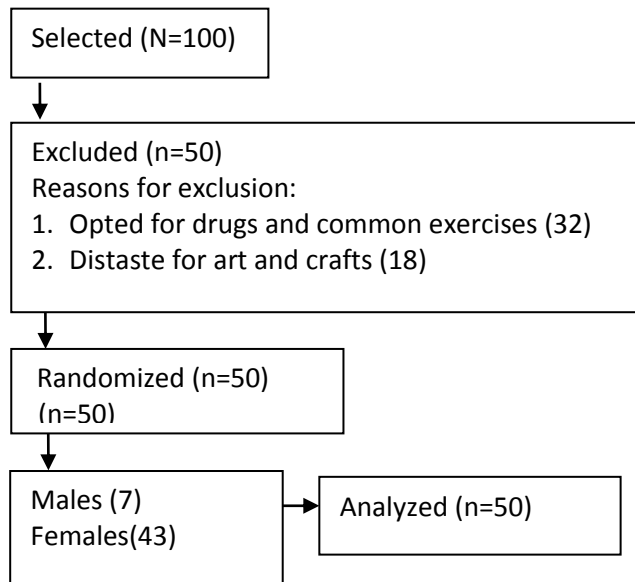 Selected (N=100)
Excluded (n=50)
Reasons for exclusion:
1. Opted for drugs and common exercises (32)
2. Distaste for art and crafts (18)
Randomized (n=50)
(n=50)
Males (7)
Females(43)
Analyzed (n=50)